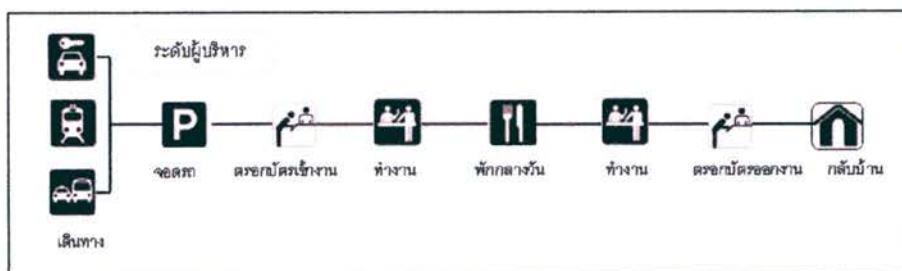 ระดับผู้บริหาร
P
จอดรถ ตรอกบัตรเข้างาน ทำงาน พักกลางวัน ทำงาน ตรอกบัตรออกงาน กลับบ้าน
เดินทาง